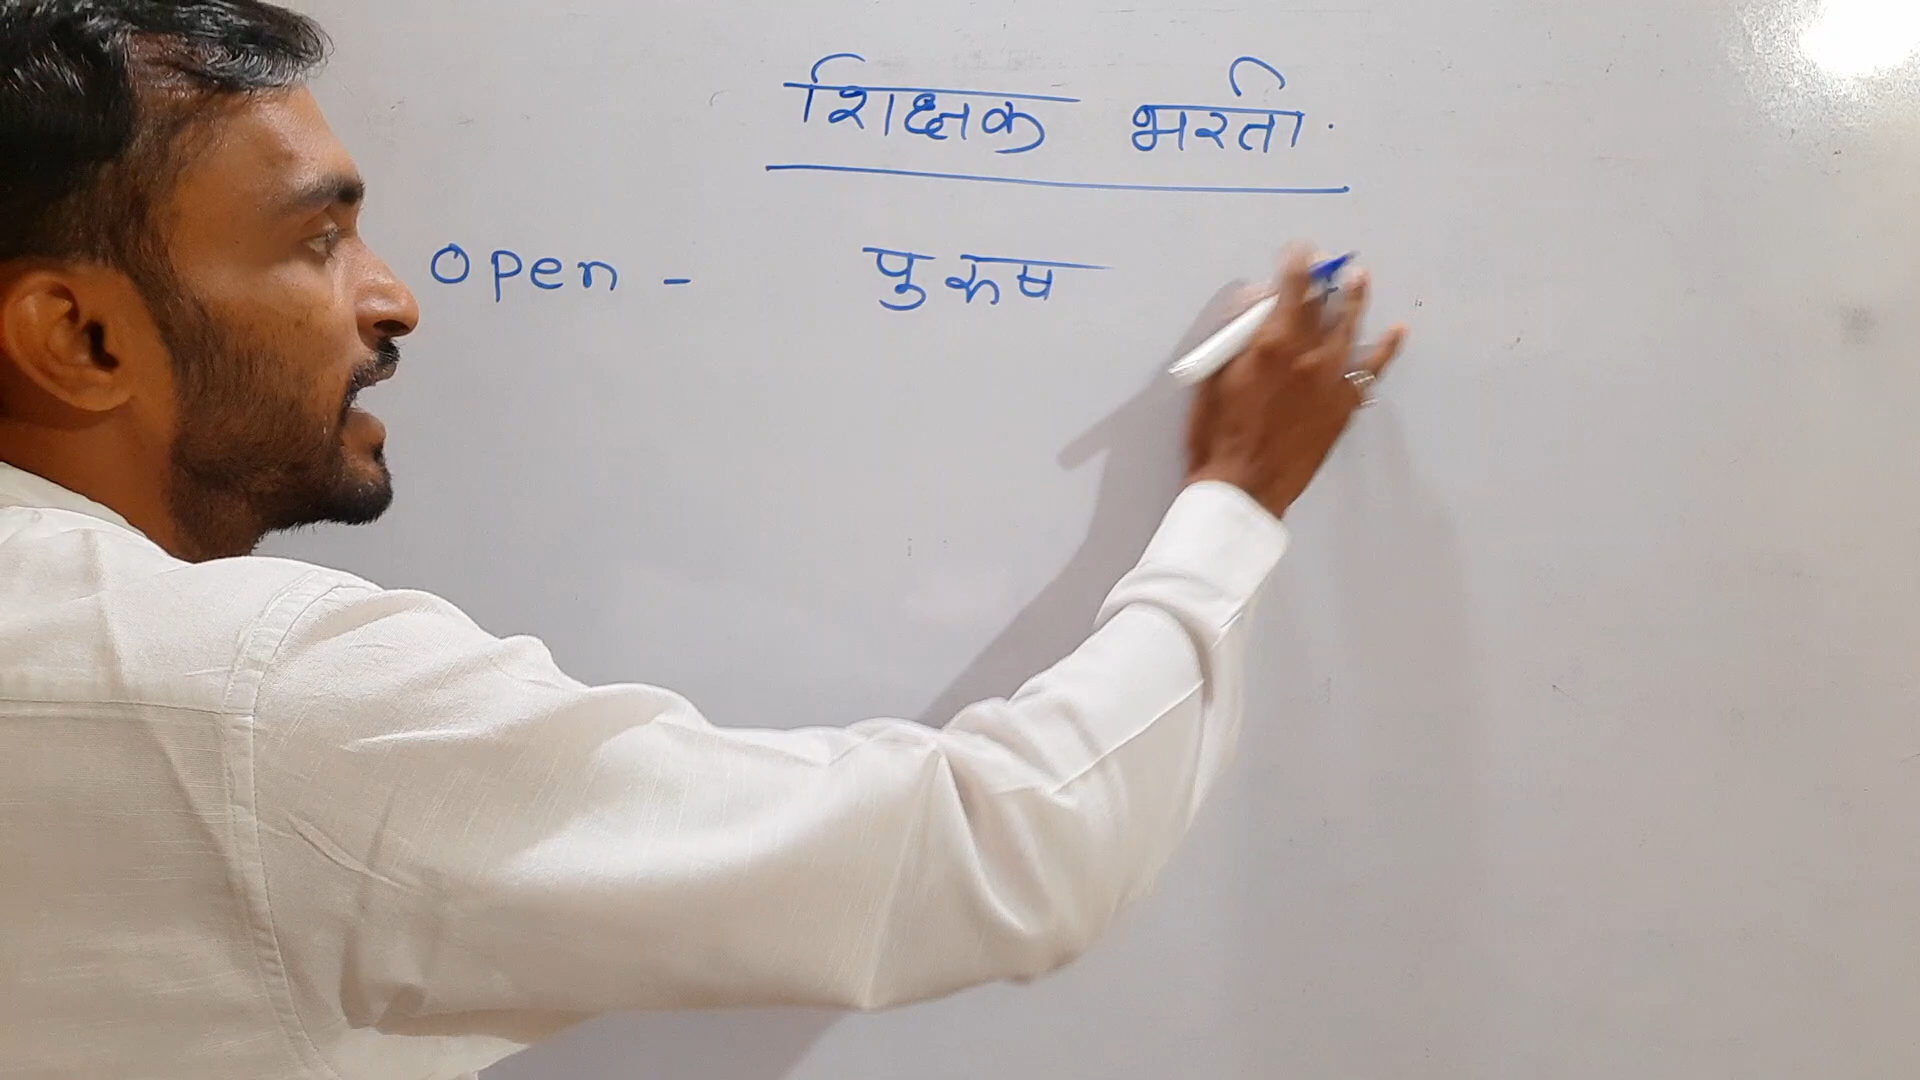 शिक्षक भरती.
open - पुरूष